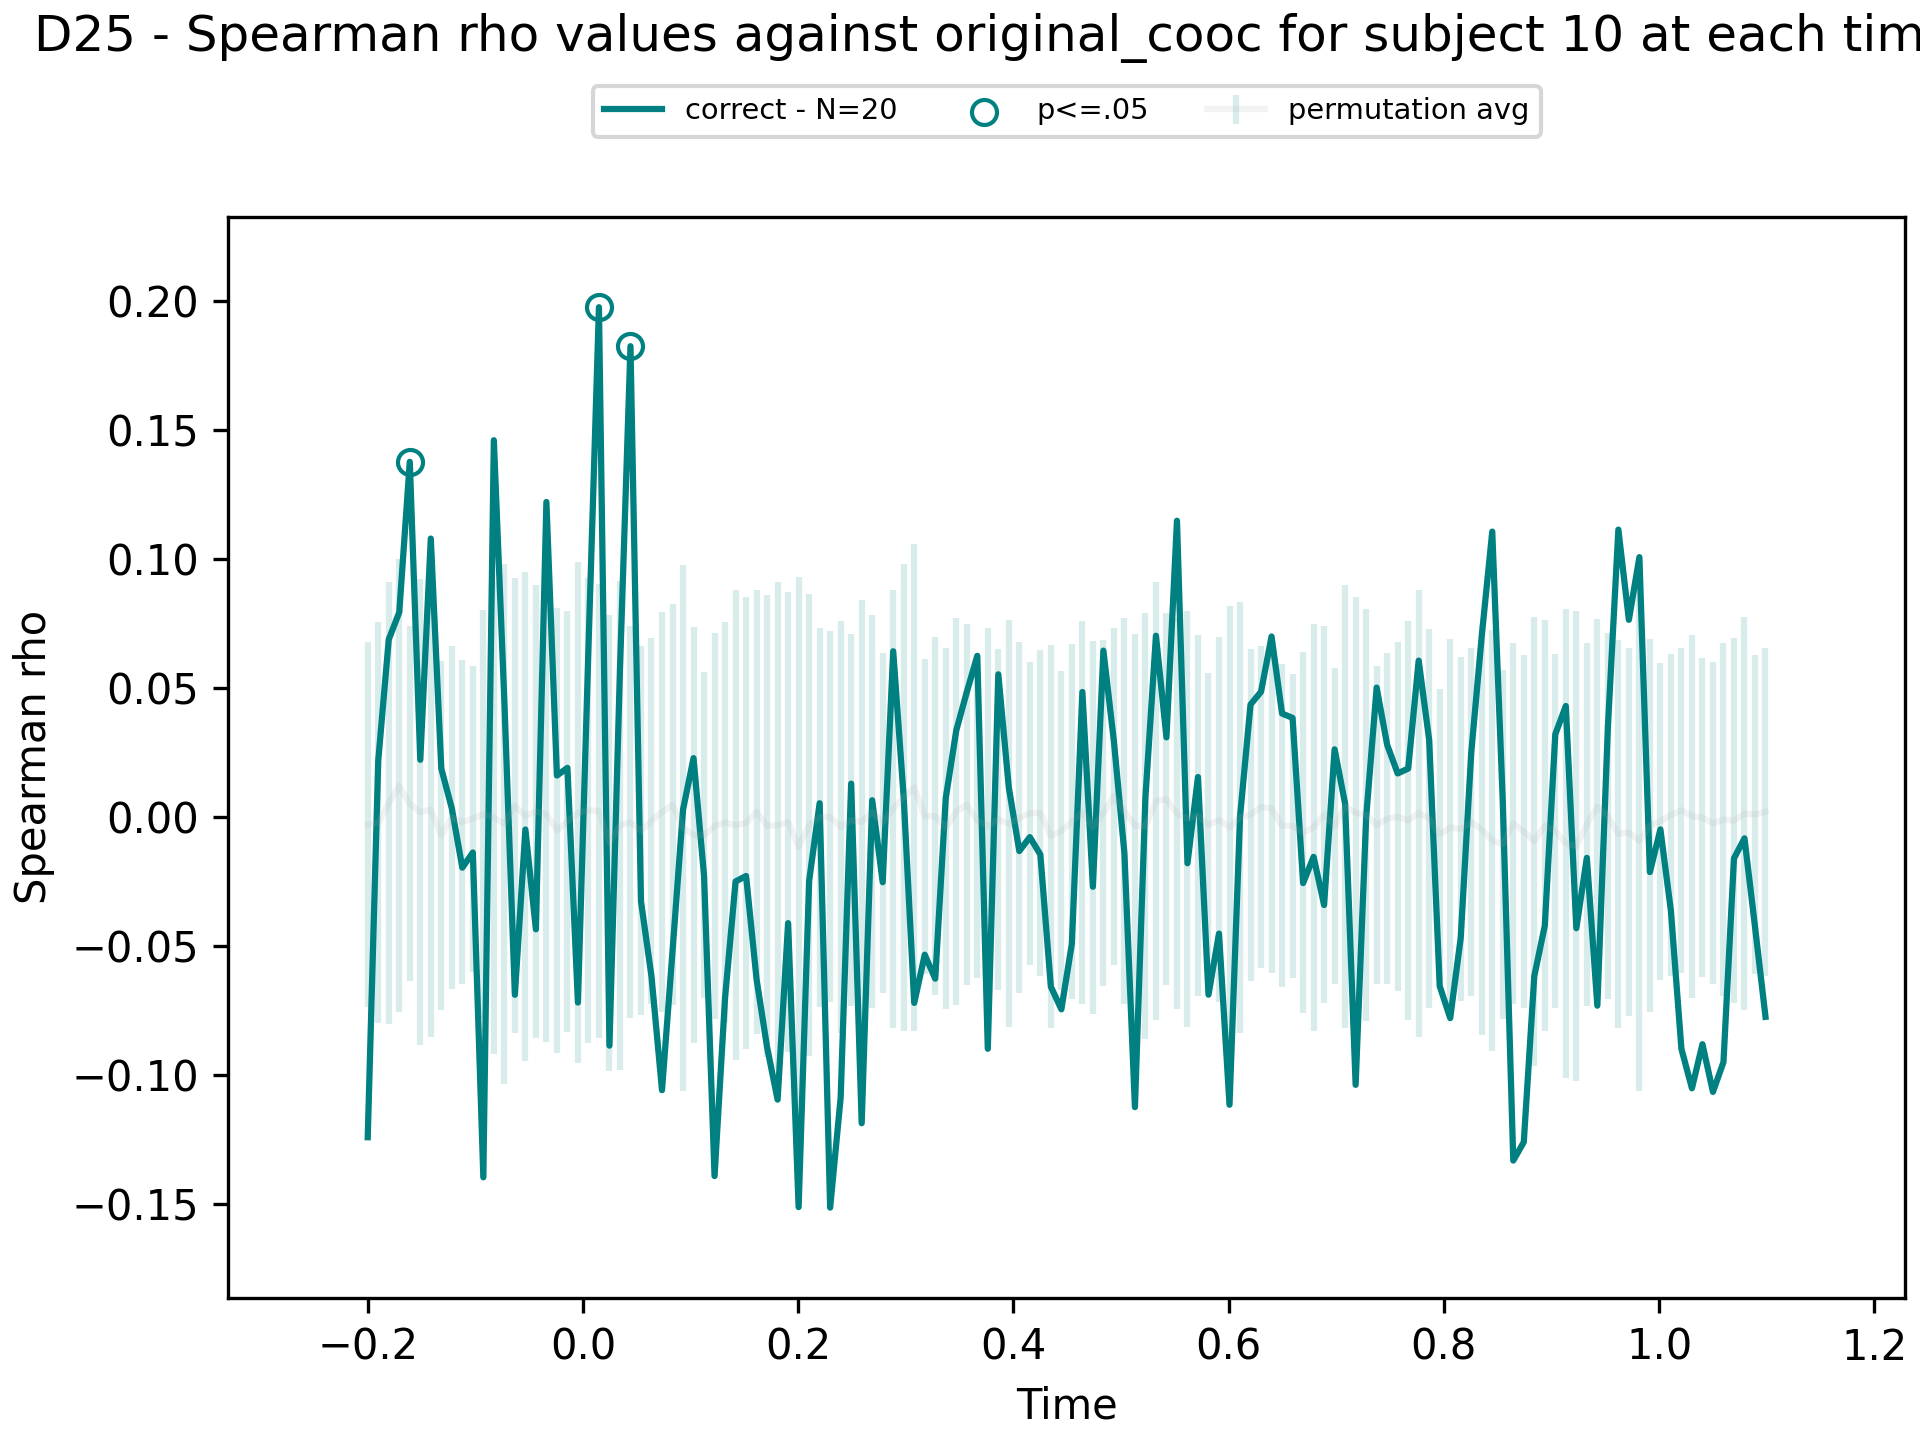 D25 - Spearman rho values against original_cooc for subject 10 at each tim
correct - N=20
p<=.05
permutation avg
0.20
0.15
0.10
0.05
0.00
−0.05
−0.10
−0.15
Spearman rho
−0.2
0.0
0.2
0.4
0.6
0.8
1.0
1.2
Time